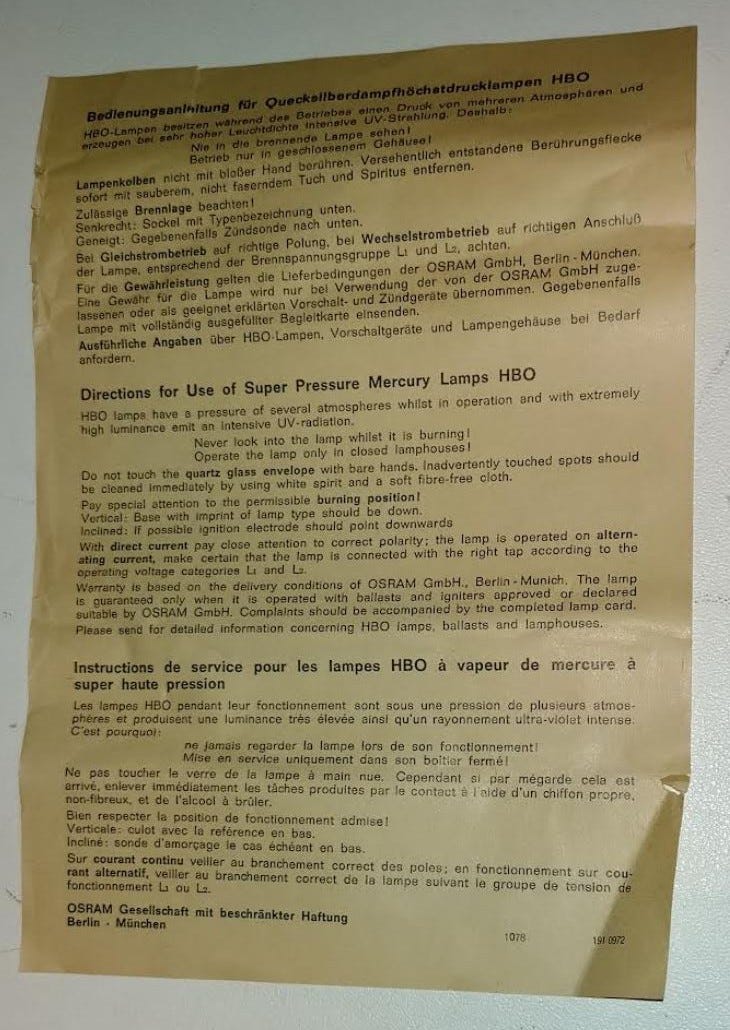 Bedienungsanleitung für Quecksilberdampfhöchstdrucklampen HBO
HBO-Lampen besitzen während des Betriebes einen Druck von mehreren Atmosphären und
erzeugen bei sehr hoher Leuchtdichte intensive UV-Strahlung. Deshalb:
Nie in die brennende Lampe sehen!
Betrieb nur in geschlossenem Gehäuse!
Lampenkolben nicht mit bloßer Hand berühren. Versehentlich entstandene Berührungsflecke
sofort mit sauberem, nicht faserndem Tuch und Spiritus entfernen.
Zulässige Brennlage beachten!
Senkrecht: Sockel mit Typenbezeichnung unten.
Geneigt: Gegebenenfalls Zündsonde nach unten.
Bei Gleichstrombetrieb auf richtige Polung, bei Wechselstrombetrieb auf richtigen Anschluß
der Lampe, entsprechend der Brennspannungsgruppe L1 und L2, achten.
Für die Gewährleistung gelten die Lieferbedingungen der OSRAM GmbH, Berlin - München.
Eine Gewähr für die Lampe wird nur bei Verwendung der von der OSRAM GmbH zuge-
lassenen oder als geeignet erklärten Vorschalt- und Zündgeräte übernommen. Gegebenenfalls
Lampe mit vollständig ausgefüllter Begleitkarte einsenden.
Ausführliche Angaben über HBO-Lampen, Vorschaltgeräte und Lampengehäuse bei Bedarf
anfordern.
Directions for Use of Super Pressure Mercury Lamps HBO
HBO lamps have a pressure of several atmospheres whilst in operation and with extremely
high luminance emit an intensive UV-radiation.
Never look into the lamp whilst it is burning!
Operate the lamp only in closed lamphouses!
Do not touch the quartz glass envelope with bare hands. Inadvertently touched spots should
be cleaned immediately by using white spirit and a soft fibre-free cloth.
Pay special attention to the permissible burning position!
Vertical: Base with imprint of lamp type should be down.
Inclined: If possible ignition electrode should point downwards
With direct current pay close attention to correct polarity; the lamp is operated on altern-
ating current, make certain that the lamp is connected with the right tap according to the
operating voltage categories L1 and L2.
Warranty is based on the delivery conditions of OSRAM GmbH., Berlin - Munich. The lamp
is guaranteed only when it is operated with ballasts and igniters approved or declared
suitable by OSRAM GmbH. Complaints should be accompanied by the completed lamp card.
Please send for detailed information concerning HBO lamps, ballasts and lamphouses.
Instructions de service pour les lampes HBO à vapeur de mercure à
super haute pression
Les lampes HBO pendant leur fonctionnement sont sous une pression de plusieurs atmos-
phères et produisent une luminance très élevée ainsi qu'un rayonnement ultra-violet intense.
C'est pourquoi:
ne jamais regarder la lampe lors de son fonctionnement!
Mise en service uniquement dans son boîtier fermé!
Ne pas toucher le verre de la lampe à main nue. Cependant si par mégarde cela est
arrivé, enlever immédiatement les tâches produites par le contact à l'aide d'un chiffon propre,
non-fibreux, et de l'alcool à brûler.
Bien respecter la position de fonctionnement admise!
Verticale: culot avec la reférence en bas.
Incliné: sonde d'amorçage le cas échéant en bas.
Sur courant continu veiller au branchement correct des poles; en fonctionnement sur cou-
rant alternatif, veiller au branchement correct de la lampe suivant le groupe de tension de
fonctionnement L1 ou L2.
OSRAM Gesellschaft mit beschränkter Haftung
Berlin - München
1078 191 0972